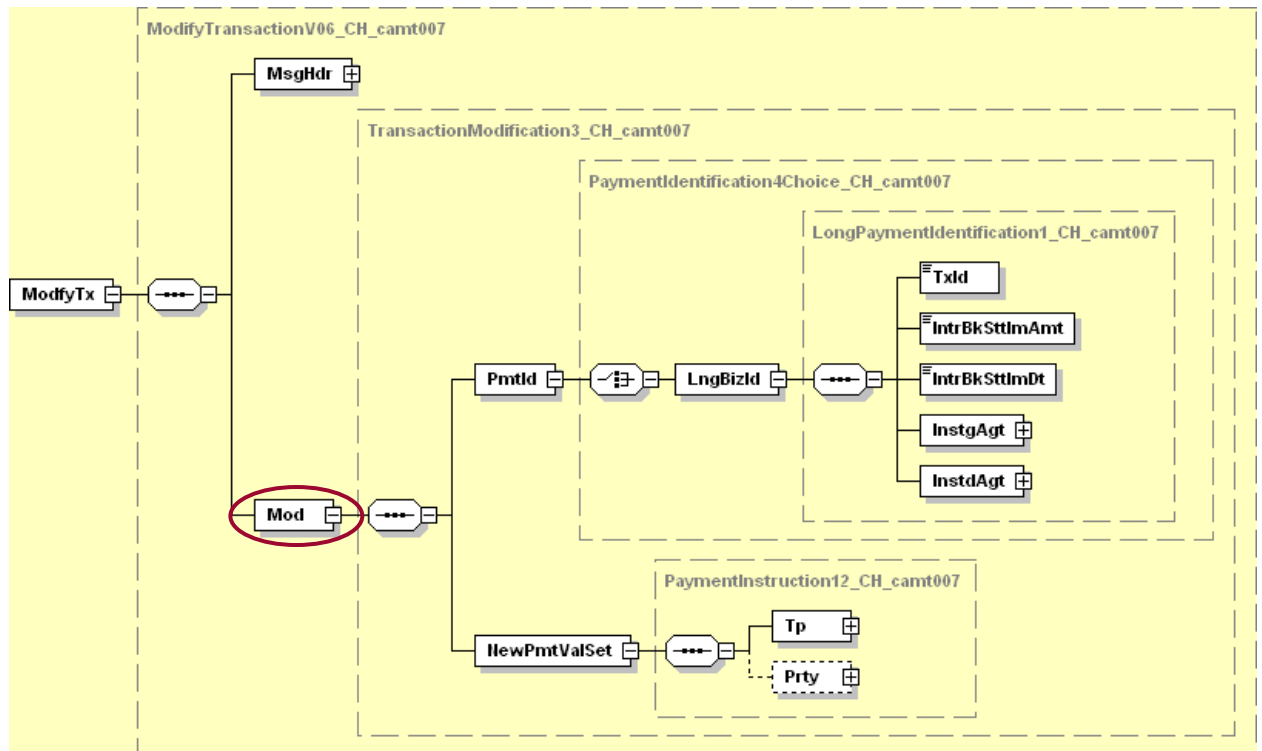 ModifyTransactionV06_CH_camt007
MsgHdr
TransactionModification3_CH_camt007
PaymentIdentification4Choice_CH_camt007
LongPaymentIdentification1_CH_camt007
TxId
ModfyTx
IntrBkSttlmAmt
PmtId
LngBizId
IntrBkSttlmDt
InstgAgt
InstdAgt
Mod
PaymentInstruction12_CH_camt007
Tp
NewPmtValSet
Prty